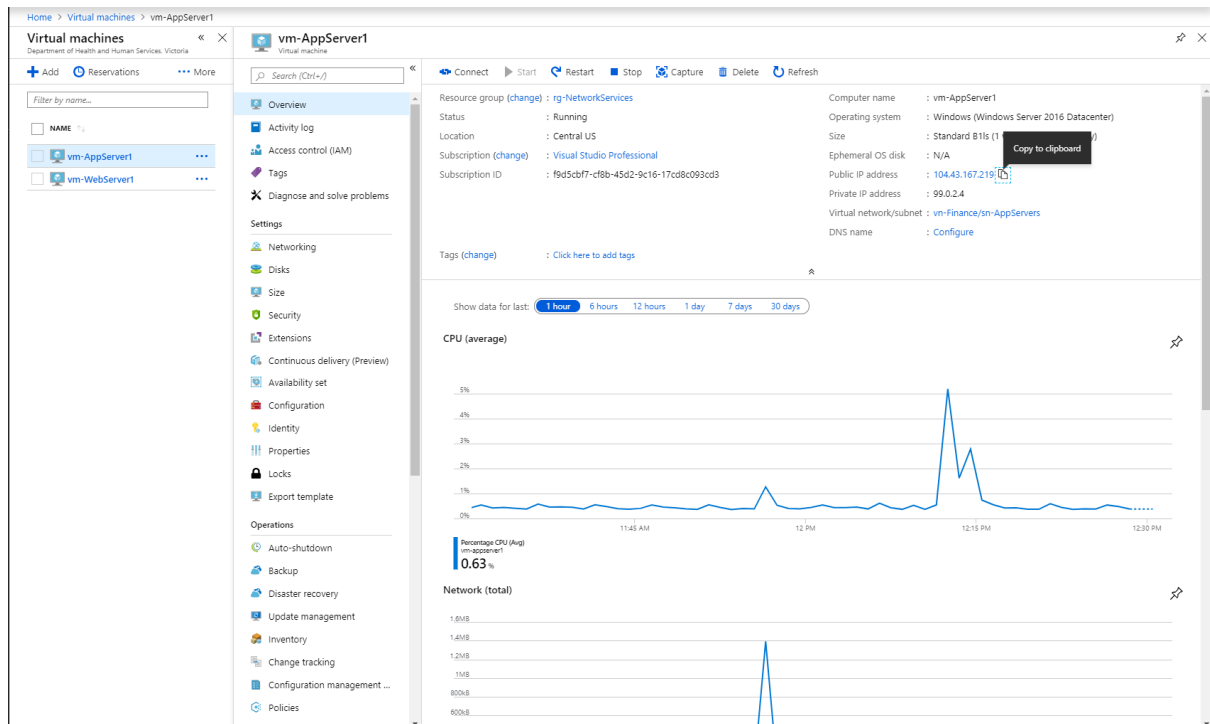 Home > Virtual machines > vm-AppServer1
Virtual machines
Department of Health and Human Services. Victoria
Add Reservations More
Filter by name...
NAME
vm-AppServer1
vm-WebServer1
vm-AppServer1
Virtual machine
Search (Ctrl+/)
Overview
Activity log
Access control (IAM)
Tags
Diagnose and solve problems
Settings
Networking
Disks
Size
Security
Extensions
Continuous delivery (Preview)
Availability set
Configuration
Identity
Properties
Locks
Export template
Operations
Auto-shutdown
Backup
Disaster recovery
Update management
Inventory
Change tracking
Configuration management ...
Policies
Connect Start Restart Stop Capture Delete Refresh
Resource group (change) : rg-NetworkServices
Status : Running
Location : Central US
Subscription (change) : Visual Studio Professional
Subscription ID : f9d5cbf7-cf8b-45d2-9c16-17cd8c093cd3
Computer name : vm-AppServer1
Operating system : Windows (Windows Server 2016 Datacenter)
Size : Standard B1ls (1
Copy to clipboard
Ephemeral OS disk : N/A
Public IP address : 104.43.167.219
Private IP address : 99.0.2.4
Virtual network/subnet : vn-Finance/sn-AppServers
DNS name : Configure
Tags (change) : Click here to add tags
Show data for last: 1 hour 6 hours 12 hours 1 day 7 days 30 days
CPU (average)
5%
4%
3%
2%
1%
0%
11:45 AM 12 PM 12:15 PM 12:30 PM
Percentage CPU (Avg)
vm-appserver1
0.63 %
Network (total)
1.6MB
1.4MB
1.2MB
1MB
800kB
600kB